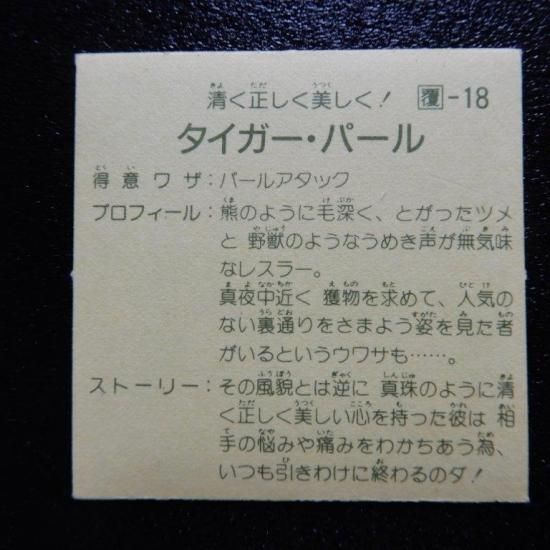 清く正しく美しく! 覆-18
タイガー・パール
得意ワザ:パールアタック
プロフィール:熊のように毛深く、とがったツメ
と野獣のようなうめき声が無気味
なレスラー。
真夜中近く獲物を求めて、人気の
ない裏通りをさまよう姿を見た者
がいるというウワサも……。
ストーリー:その風貌とは逆に真珠のように清
く正しく美しい心を持った彼は相
手の悩みや痛みをわかちあう為、
いつも引きわけに終わるのダ!